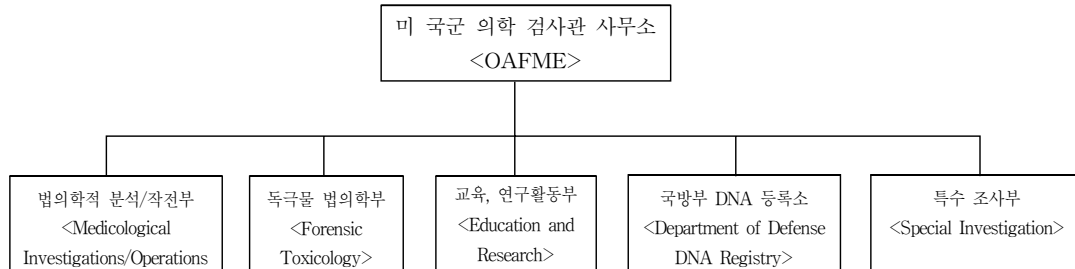 미 국군 의학 검사관 사무소
<OAFME>
법의학적 분석/작전부
<Medicological
Investigations/Operations
독극물 법의학부
<Forensic
Toxicology>
교육, 연구활동부
<Education and
Research>
국방부 DNA 등록소
<Department of Defense
DNA Registry>
특수 조사부
<Special Investigation>